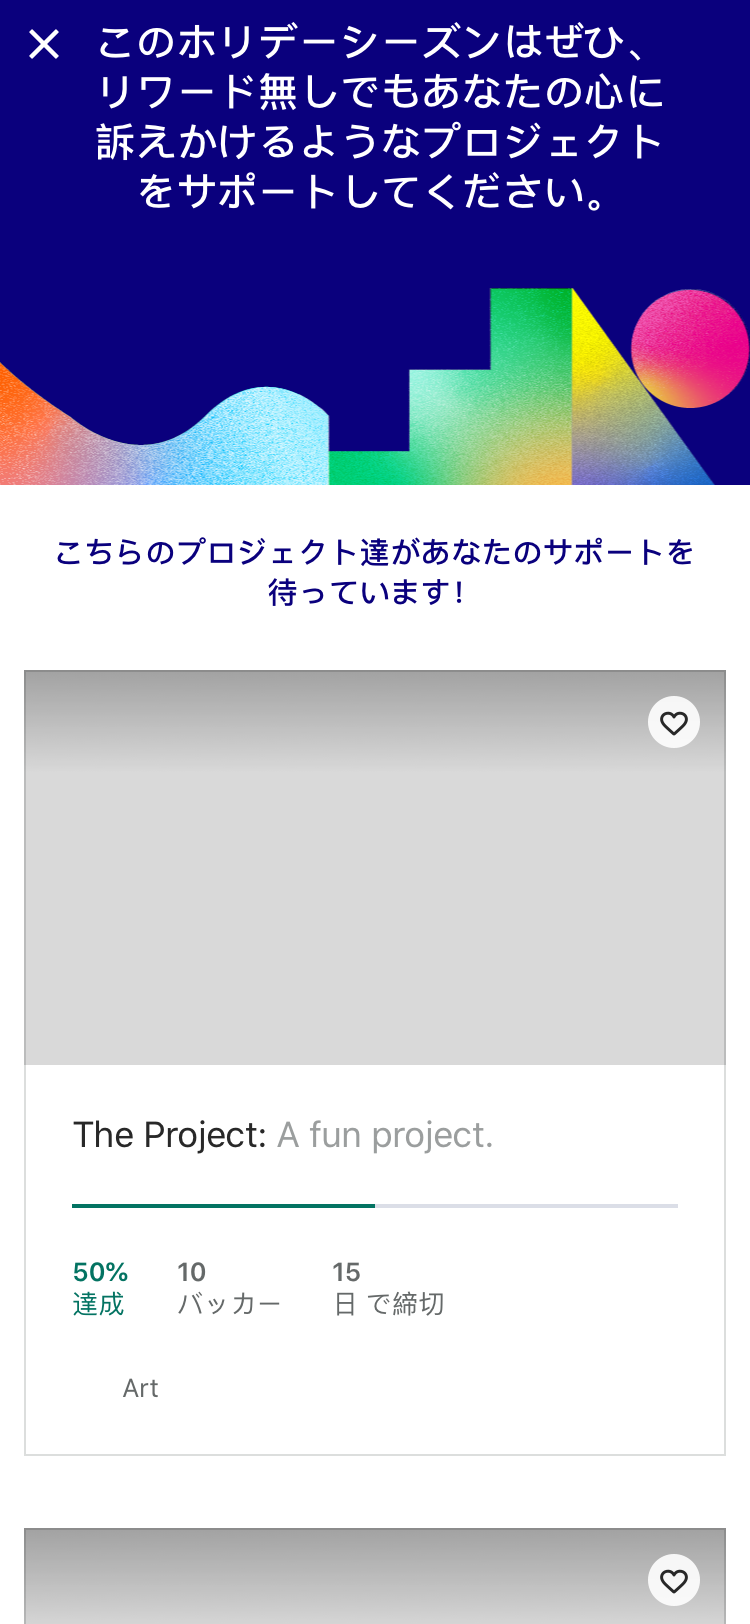 このホリデーシーズンはぜひ、
リワード無しでもあなたの心に
訴えかけるようなプロジェクト
をサポートしてください。
こちらのプロジェクト達があなたのサポートを
待っています!
The Project: A fun project.
50% 10 15
達成 バッカー 日 で締切
Art